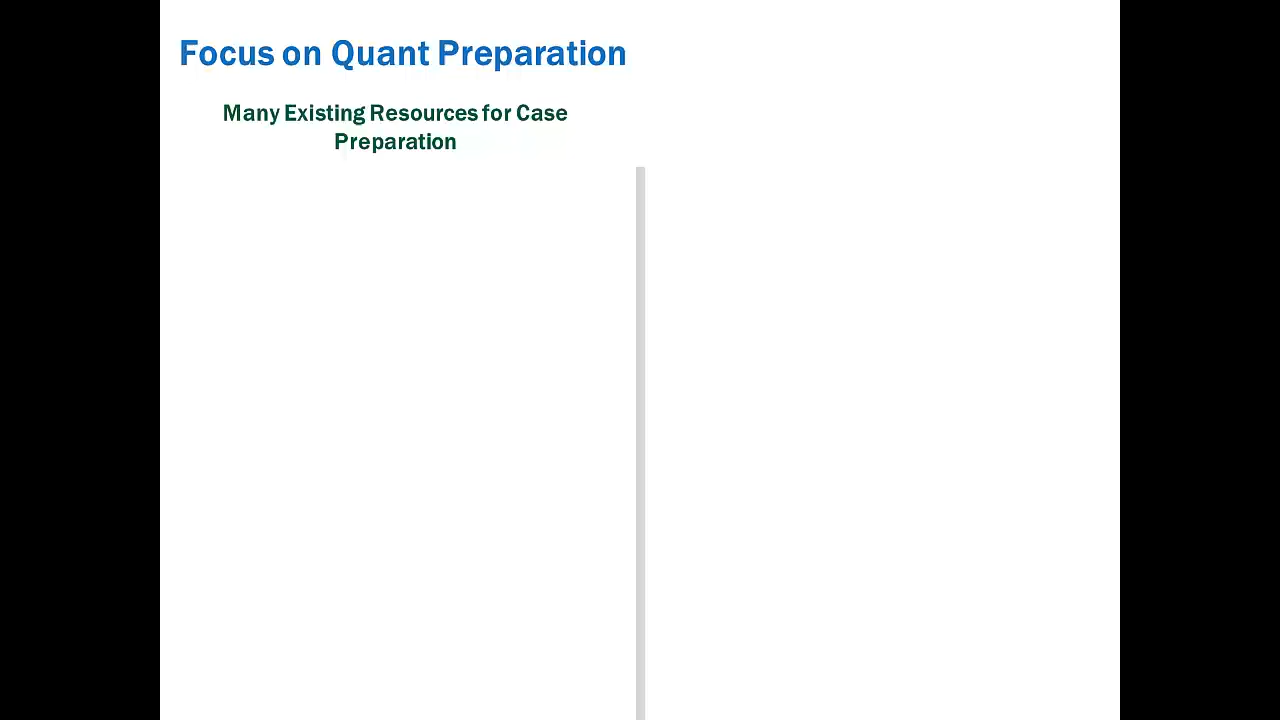 Focus on Quant Preparation
Many Existing Resources for Case
Preparation